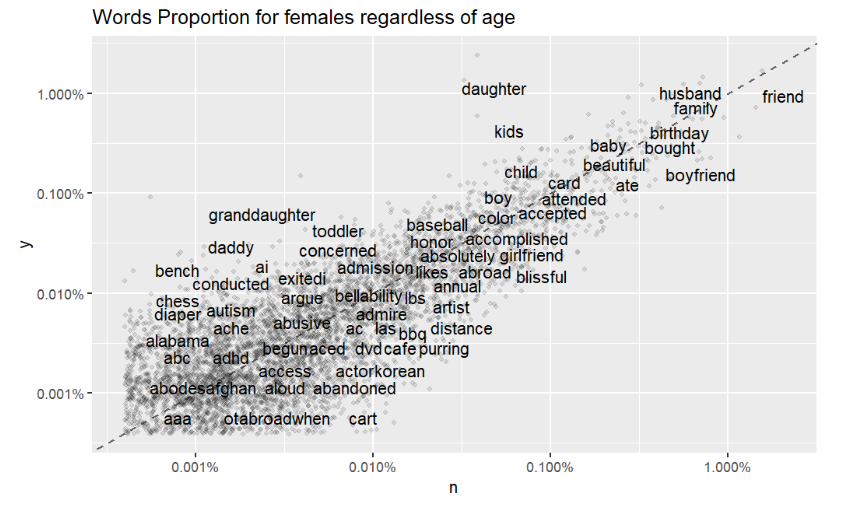 Words Proportion for females regardless of age
1.000%
0.100%
0.010%
0.001%
y
daughter
husband
friend
family
kids
birthday
baby
bought
beautiful
child
boyfriend
card
ate
boy
attended
granddaughter
color
accepted
toddler
baseball
daddy
honor
accomplished
concerned
absolutely
girlfriend
bench
ai
admission
likes
abroad
conducted
exitedi
blissful
annual
chess
argue
bellability
lbs
diaper
autism
admire
artist
ache
abusive
ac
las
bbq
distance
alabama
abc
adhd
begunaced
dvd
cafe
purring
access
actorkorean
abodesafghan
aloud
abandoned
aaa
otabroadwhen
cart
0.001%
0.010%
0.100%
1.000%
n